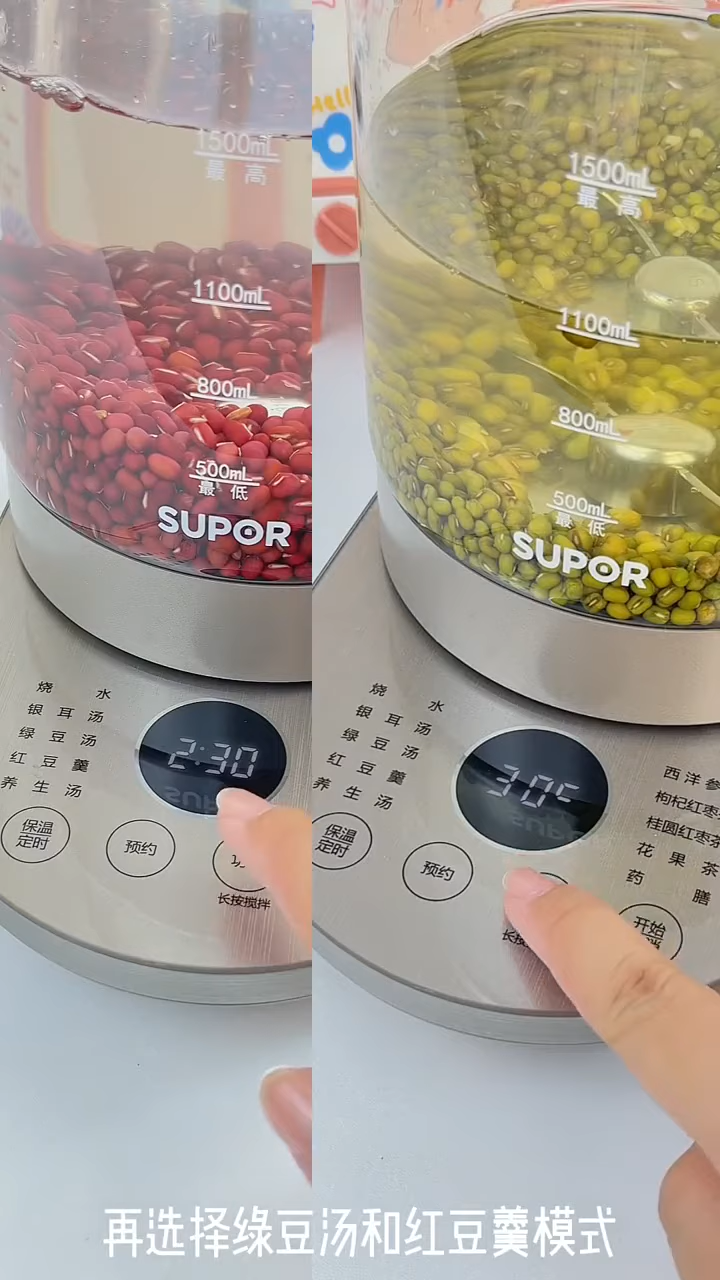 1500mL
最 高
1100mL
800mL
500mL
最 低
SUPOR
烧 水
银 耳 汤
绿 豆 汤
红 豆 羹
养 生 汤
2:30
保温
定时
预约
长按搅拌
1500mL
最 高
1100mL
800mL
500mL
最 低
SUPOR
烧 水
银 耳 汤
绿 豆 汤
红 豆 羹
养 生 汤
30
西 洋 参
枸杞红枣
桂圆红枣茶
花 果 茶
药 膳
保温
定时
预约
开始
再选择绿豆汤和红豆羹模式